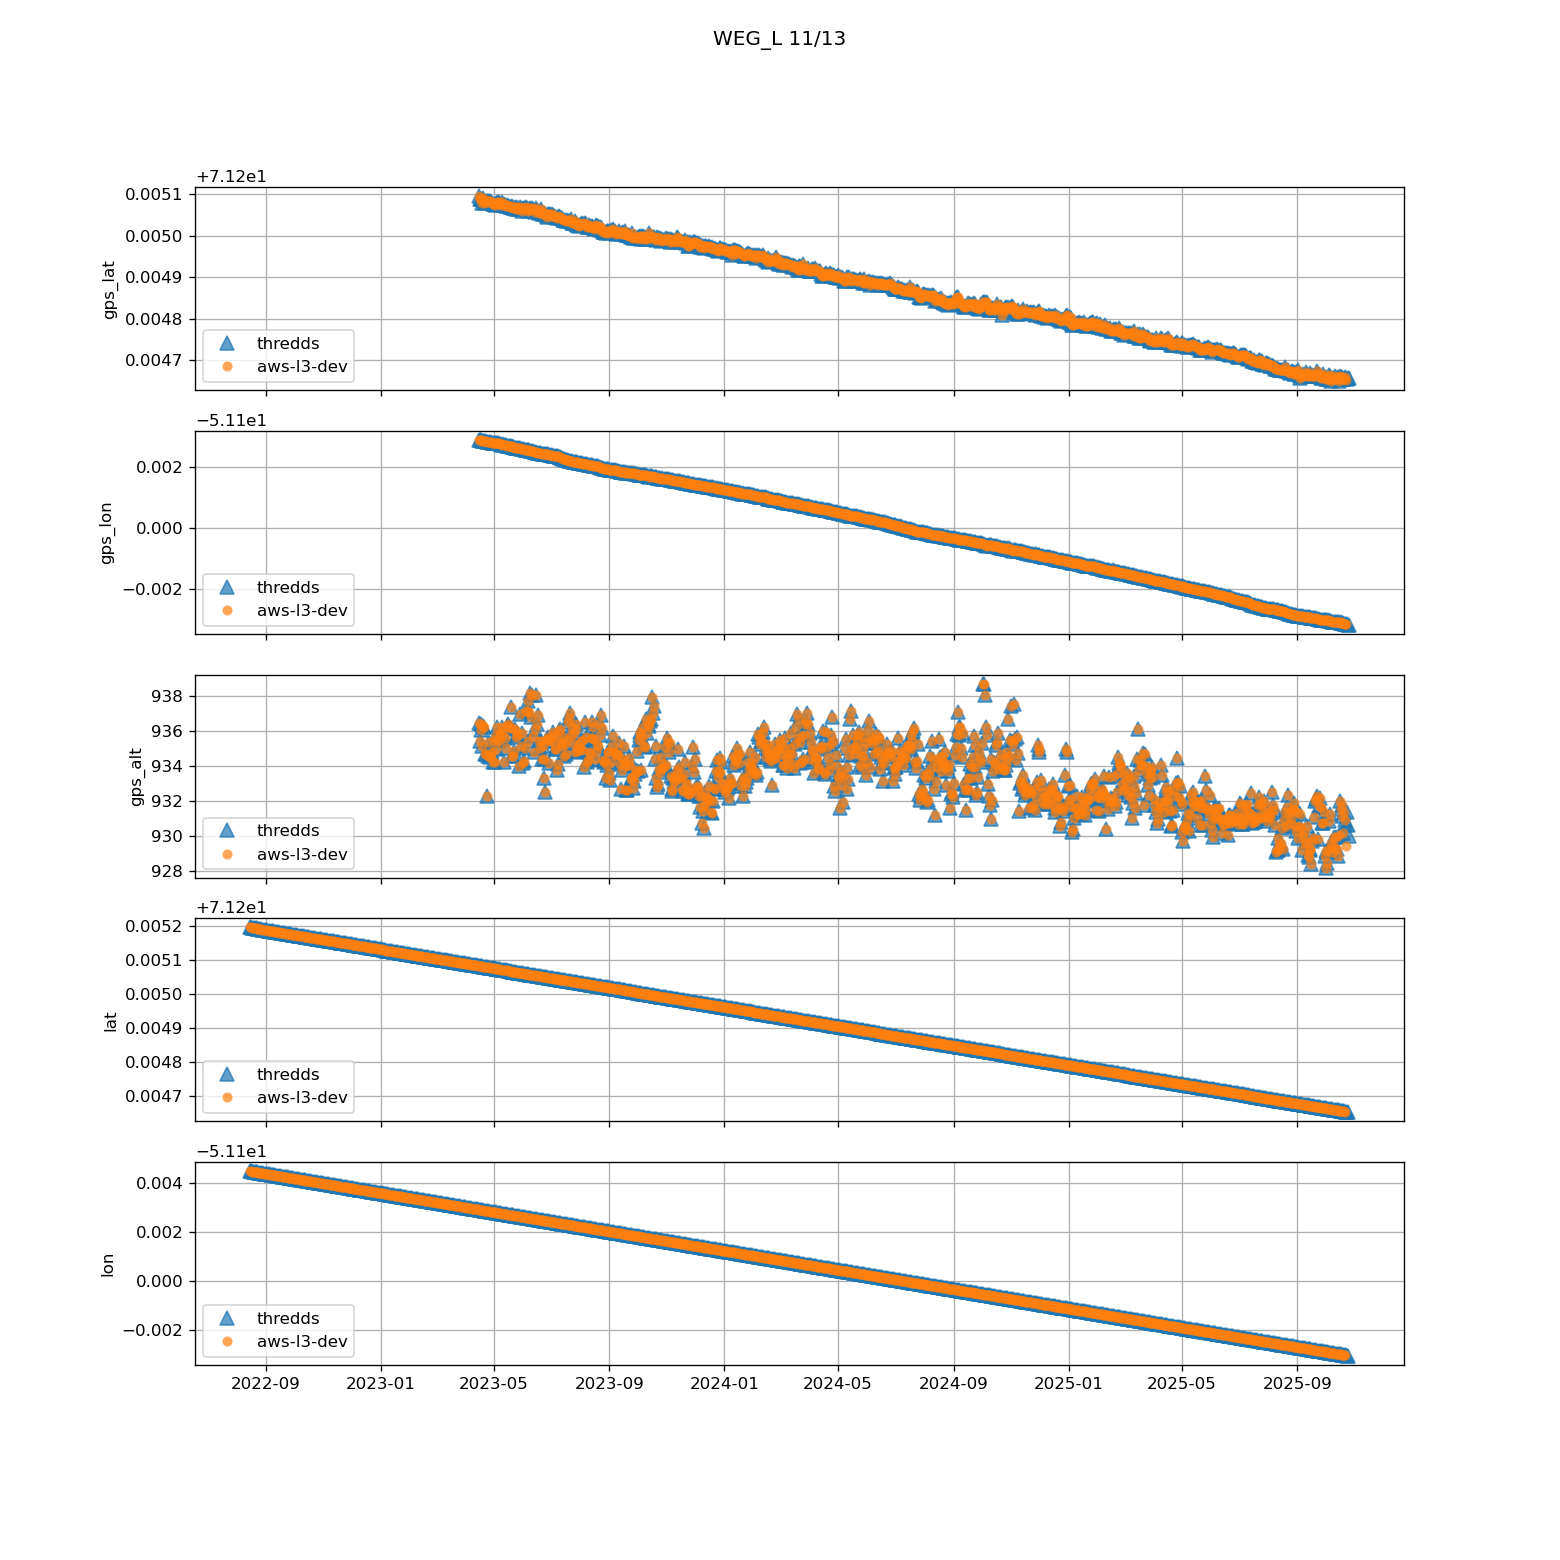 WEG_L 11/13
+7.12e1
0.0051
0.0050
0.0049
0.0048
0.0047
gps_lat
thredds
aws-l3-dev
−5.11e1
0.002
0.000
−0.002
gps_lon
thredds
aws-l3-dev
938
936
934
932
930
928
gps_alt
thredds
aws-l3-dev
+7.12e1
0.0052
0.0051
0.0050
0.0049
0.0048
0.0047
lat
thredds
aws-l3-dev
−5.11e1
0.004
0.002
0.000
−0.002
lon
thredds
aws-l3-dev
2022-09 2023-01 2023-05 2023-09 2024-01 2024-05 2024-09 2025-01 2025-05 2025-09